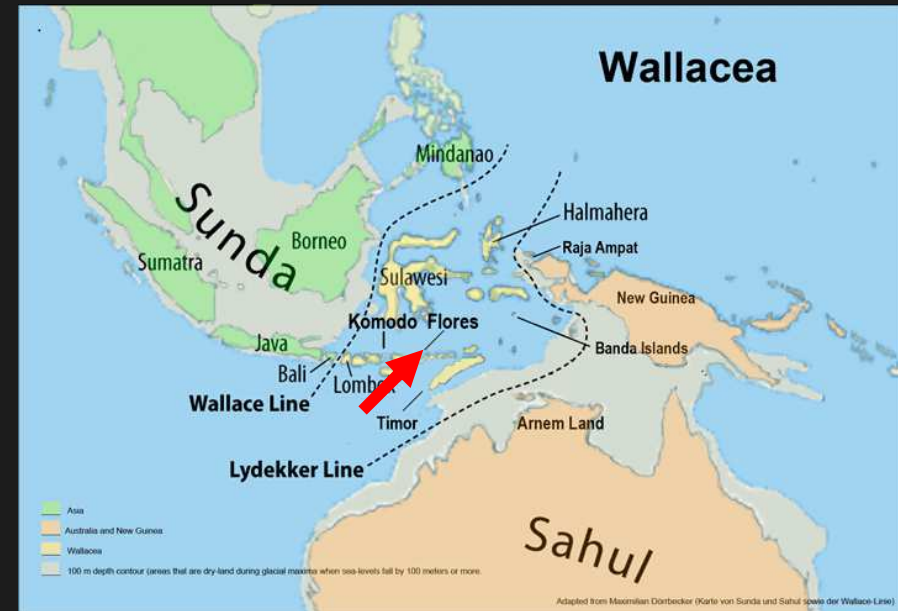 Wallacea
Mindanao
Sunda
Halmahera
Raja Ampat
Borneo
Sumatra
Sulawesi
New Guinea
Komodo Flores
Java
Banda Islands
Bali
Lombok
Wallace Line
Timor
Arnem Land
Lydekker Line
Asia
Australia and New Guinea
Wallacea
100 m depth contour (areas that are dry-land during glacial maxima when sea-levels fall by 100 meters or more.
Sahul
Adapted from Maximilian Dörrbecker (Karte von Sunda und Sahul sowie der Wallace-Linie)